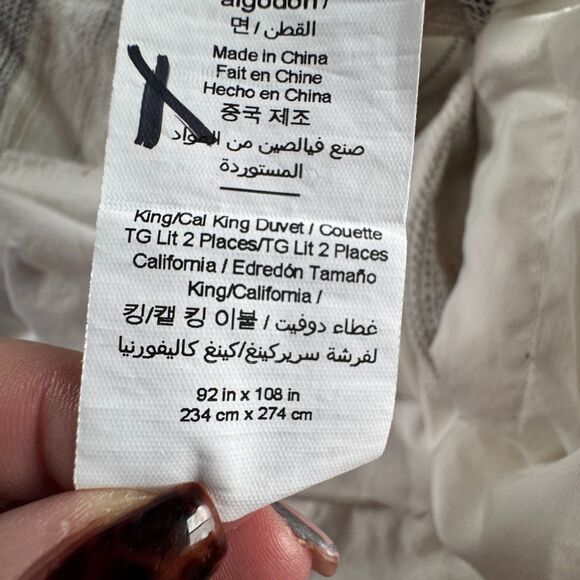 algodón /
면 / القطن /
Made in China
Fait en Chine
Hecho en China
중국 제조
صنع فيالصين من المواد
المستوردة
King/Cal King Duvet / Couette
TG Lit 2 Places/TG Lit 2 Places
California / Edredón Tamaño
King/California /
킹/캘 킹 이불 / غطاء دوفيت /
لفرشة سريركينغ/كينغ كاليفورنيا
92 in x 108 in
234 cm x 274 cm